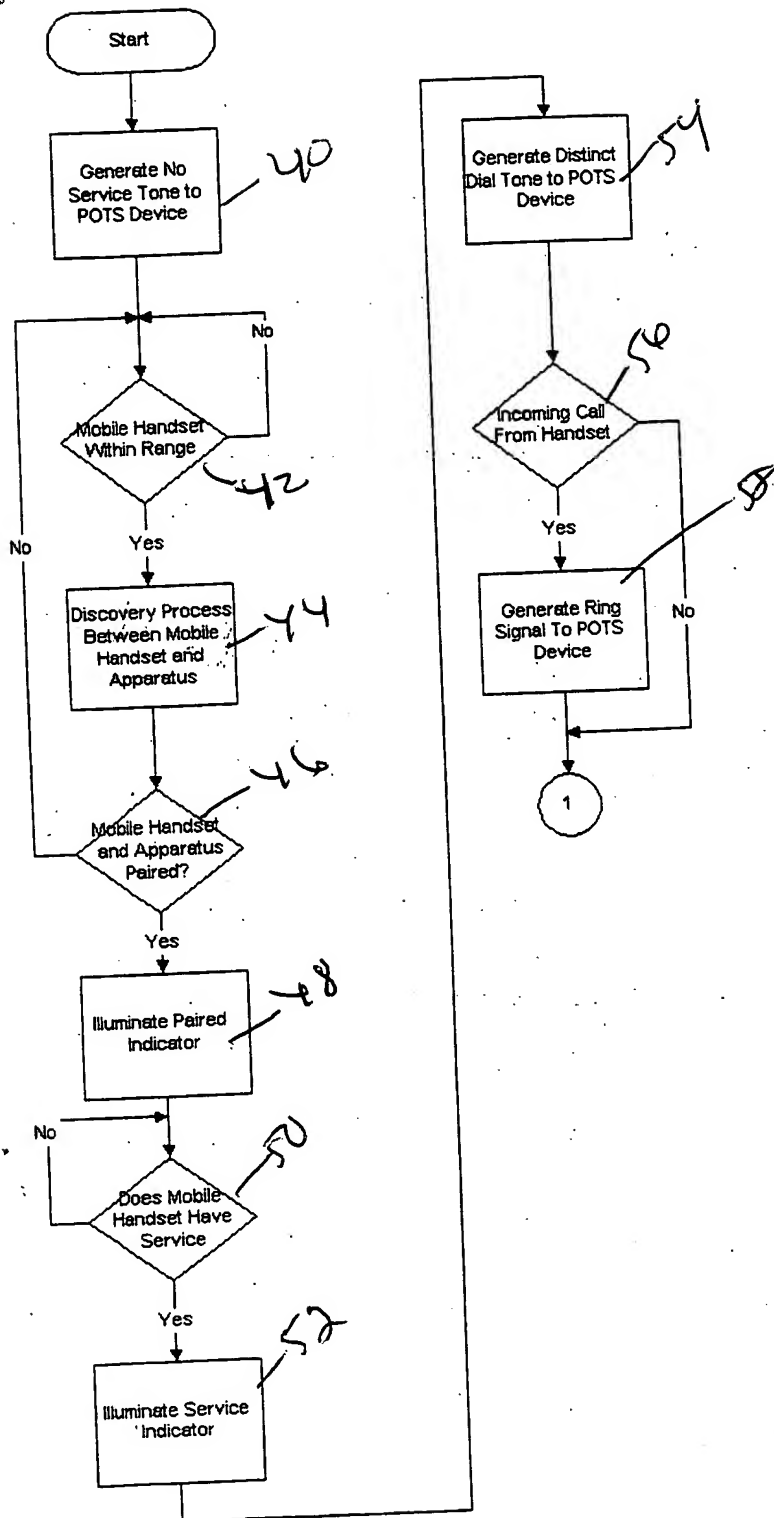 Start
Generate No
Service Tone to
POTS Device
40
No
Mobile Handset
Within Range
42
No
Yes
Discovery Process
Between Mobile
Handset and
Apparatus
44
Mobile Handset
and Apparatus
Paired?
46
Yes
Illuminate Paired
Indicator
48
No
Does Mobile
Handset Have
Service
50
Yes
Illuminate Service
Indicator
52
Generate Distinct
Dial Tone to POTS
Device
54
Incoming Call
From Handset
56
Yes
No
Generate Ring
Signal To POTS
Device
1